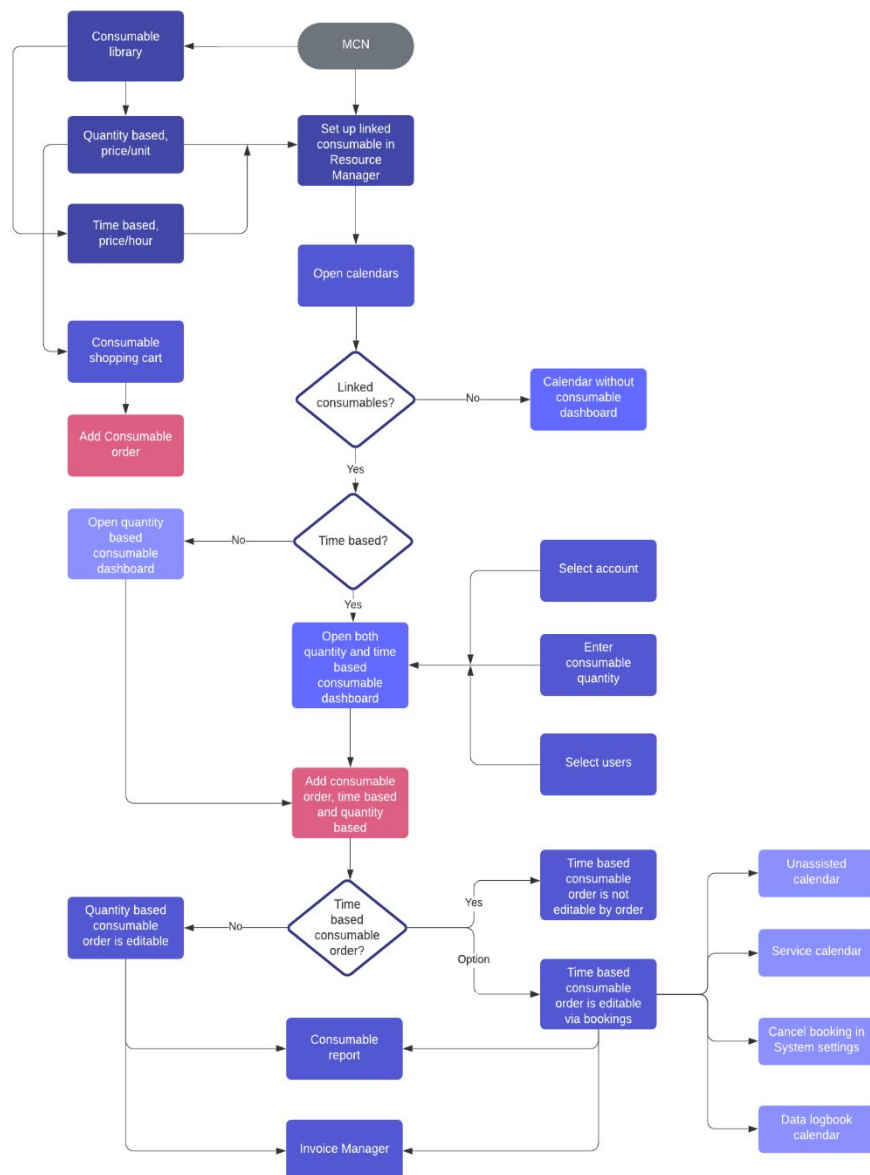 Consumable
library
MCN
Quantity based,
price/unit
Set up linked
consumable in
Resource
Manager
Time based,
price/hour
Open calendars
Consumable
shopping cart
Linked
consumables?
No
Calendar without
consumable
dashboard
Add Consumable
order
Yes
Open quantity
based
consumable
dashboard
No
Time based?
Select account
Yes
Open both
quantity and time
based
consumable
dashboard
Enter
consumable
quantity
Select users
Add consumable
order, time based
and quantity
based
Time based
consumable
order is not
editable by order
Unassisted
calendar
Quantity based
consumable
order is editable
No
Time
based
consumable
order?
Yes
Option
Service calendar
Time based
consumable
order is editable
via bookings
Cancel booking in
System settings
Consumable
report
Data logbook
calendar
Invoice Manager